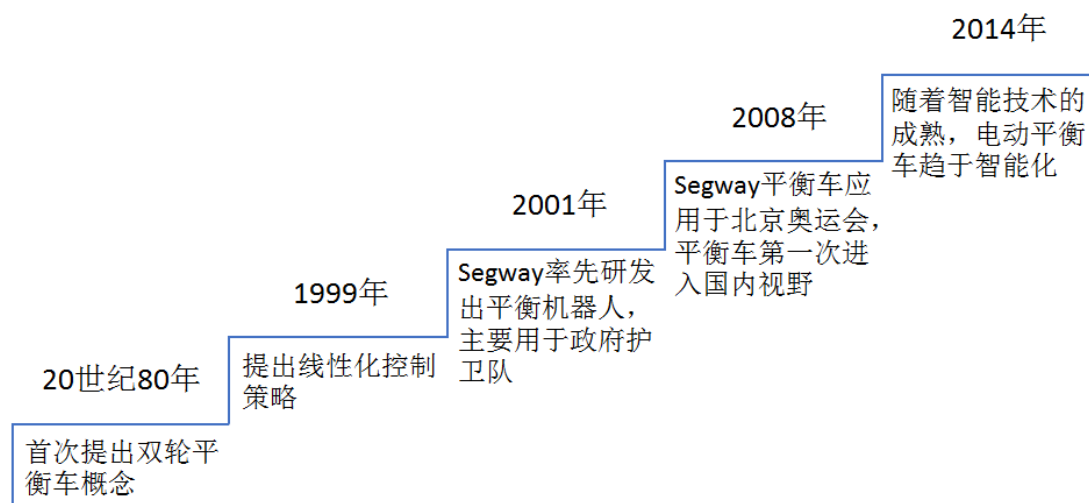 20世纪80年
首次提出双轮平
衡车概念
1999年
提出线性化控制
策略
2001年
Segway率先研发
出平衡机器人，
主要用于政府护
卫队
2008年
Segway平衡车应
用于北京奥运会，
平衡车第一次进
入国内视野
2014年
随着智能技术的
成熟，电动平衡
车趋于智能化